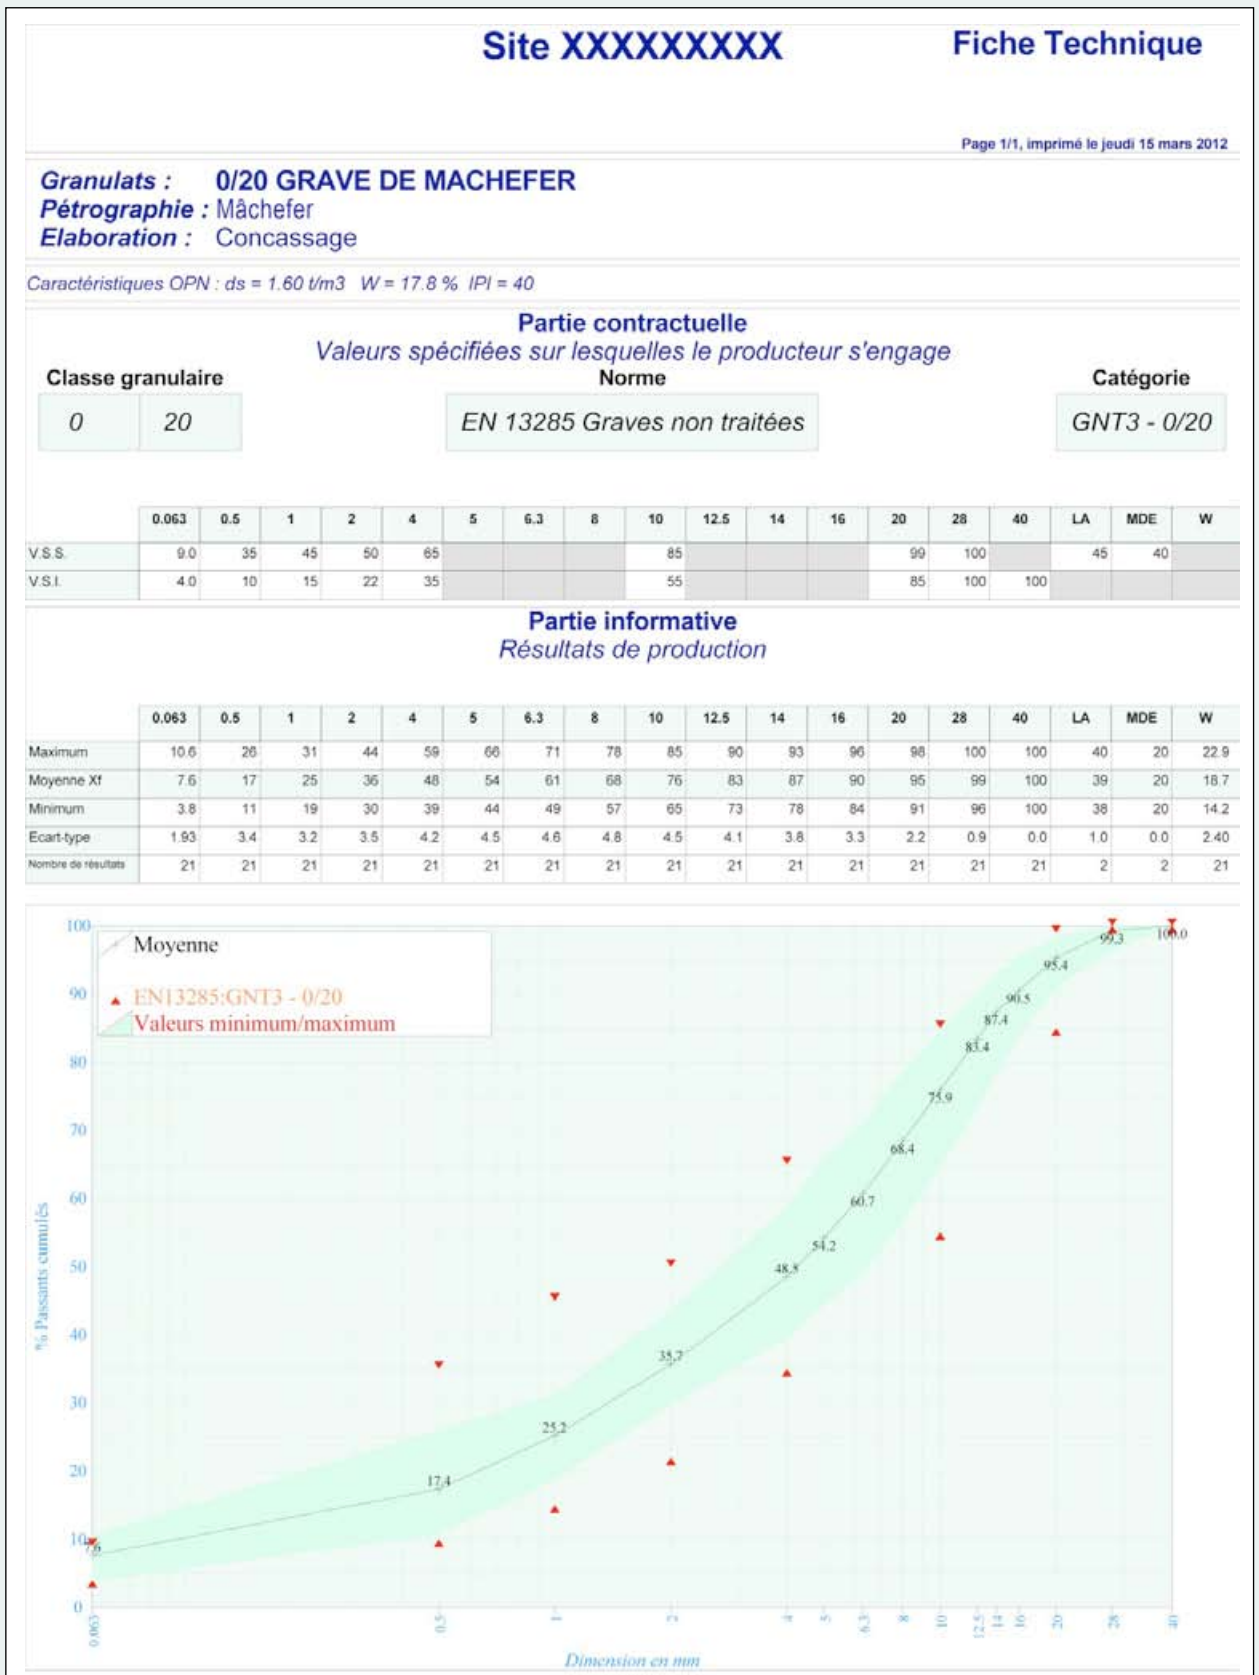 Site XXXXXXXXX Fiche Technique
Page 1/1, imprimé le jeudi 15 mars 2012
Granulats : 0/20 GRAVE DE MACHEFER
Pétrographie : Mâchefer
Elaboration : Concassage
Caractéristiques OPN : ds = 1.60 t/m3 W = 17.8 % IPI = 40
Partie contractuelle
Valeurs spécifiées sur lesquelles le producteur s'engage
Classe granulaire Norme Catégorie
0 20 EN 13285 Graves non traitées GNT3 - 0/20
0.063 0.5 1 2 4 5 6.3 8 10 12.5 14 16 20 28 40 LA MDE W
V.S.S. 9.0 35 45 50 65 85 99 100 45 40
V.S.I. 4.0 10 15 22 35 55 85 100 100
Partie informative
Résultats de production
0.063 0.5 1 2 4 5 6.3 8 10 12.5 14 16 20 28 40 LA MDE W
Maximum 10.6 26 31 44 59 66 71 78 85 90 93 96 98 100 100 40 20 22.9
Moyenne Xf 7.6 17 25 36 48 54 61 68 76 83 87 90 95 99 100 39 20 18.7
Minimum 3.8 11 19 30 39 44 49 57 65 73 78 84 91 96 100 38 20 14.2
Ecart-type 1.93 3.4 3.2 3.5 4.2 4.5 4.6 4.8 4.5 4.1 3.8 3.3 2.2 0.9 0.0 1.0 0.0 2.40
Nombre de résultats 21 21 21 21 21 21 21 21 21 21 21 21 21 21 21 2 2 21
Moyenne
EN13285:GNT3 - 0/20
Valeurs minimum/maximum
% Passants cumulés
100
90
80
70
60
50
40
30
20
10
0
7.6
17.4
25.2
35.7
48.3
54.2
60.7
68.4
75.9
83.4
87.4
90.5
95.4
99.3
100.0
0.063 0.5 1 2 4 5 6.3 8 10 12.5 14 16 20 28 40
Dimension en mm